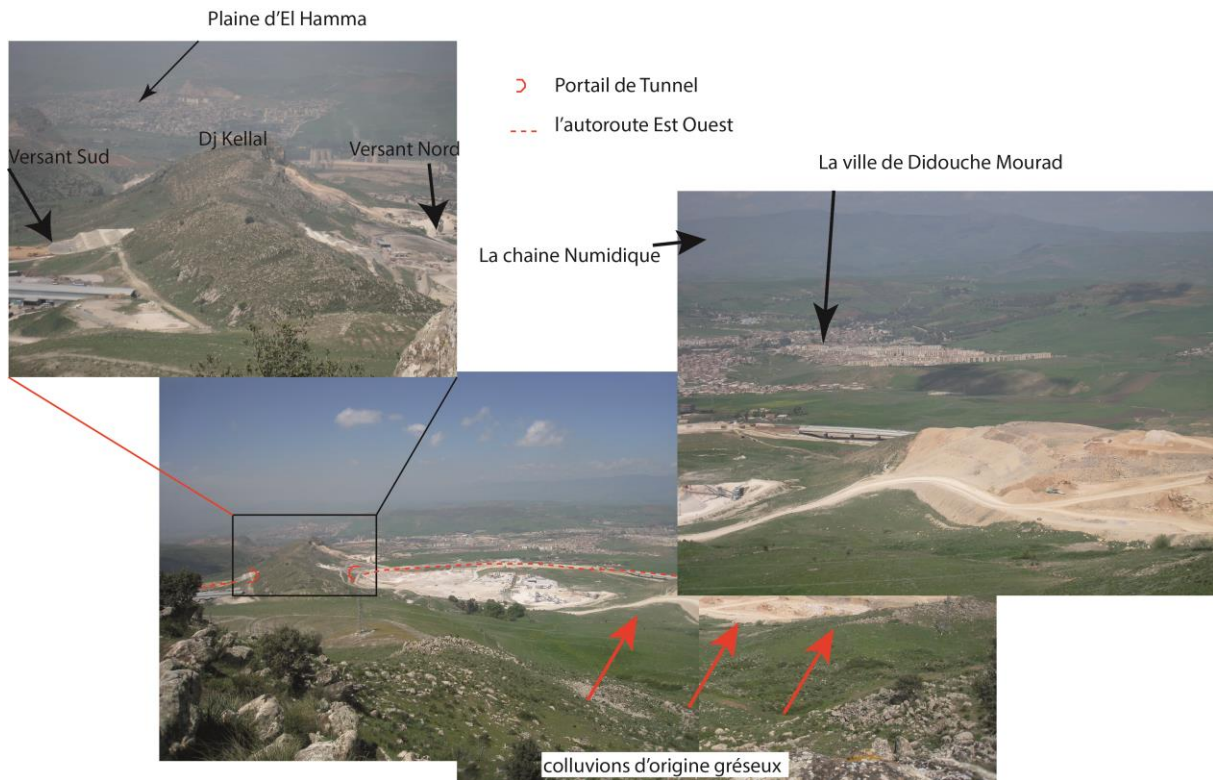 Plaine d'El Hamma
Portail de Tunnel
l'autoroute Est Ouest
Dj Kellal
Versant Sud
Versant Nord
La ville de Didouche Mourad
La chaine Numidique
colluvions d'origine gréseux